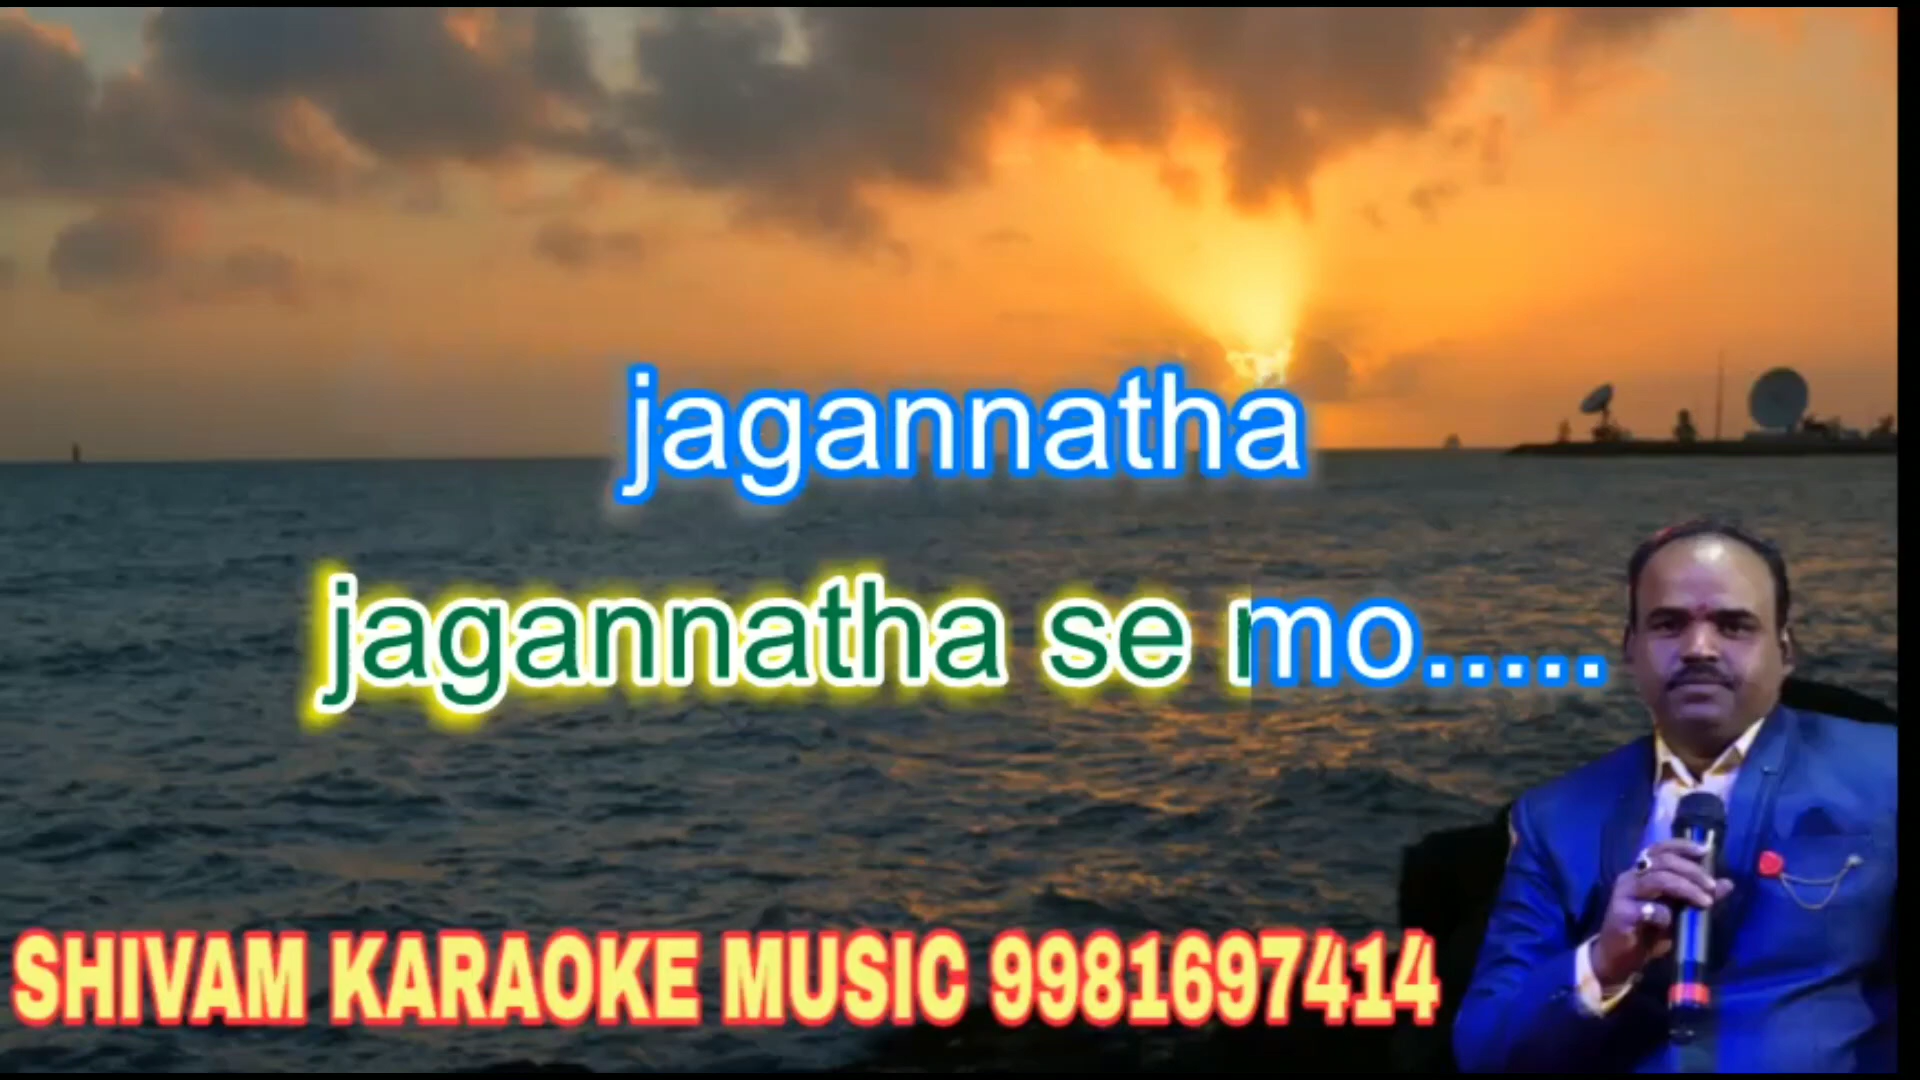 jagannatha
jagannatha se mo.....
SHIVAM KARAOKE MUSIC 9981697414